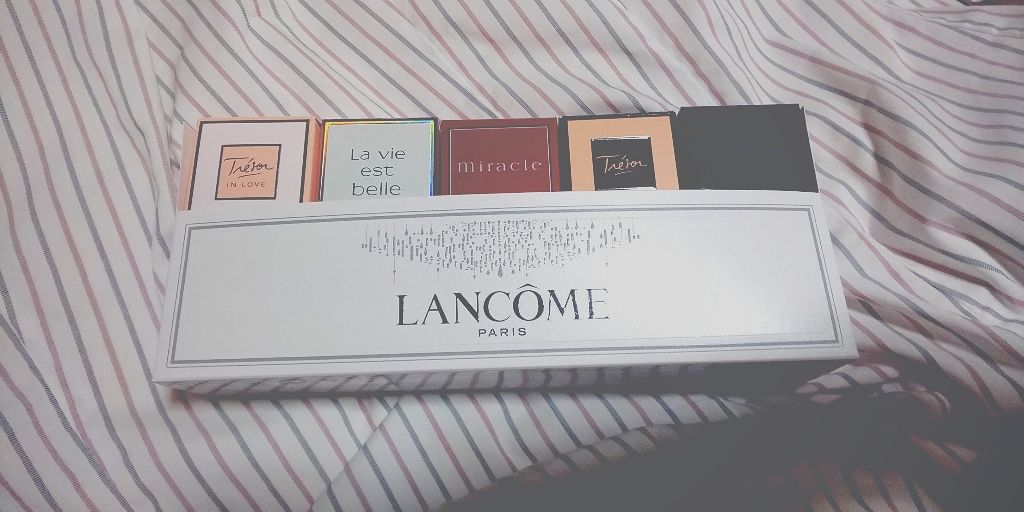 Trésor
IN LOVE
La vie
est
belle
miracle
Trésor
LANCÔME
PARIS